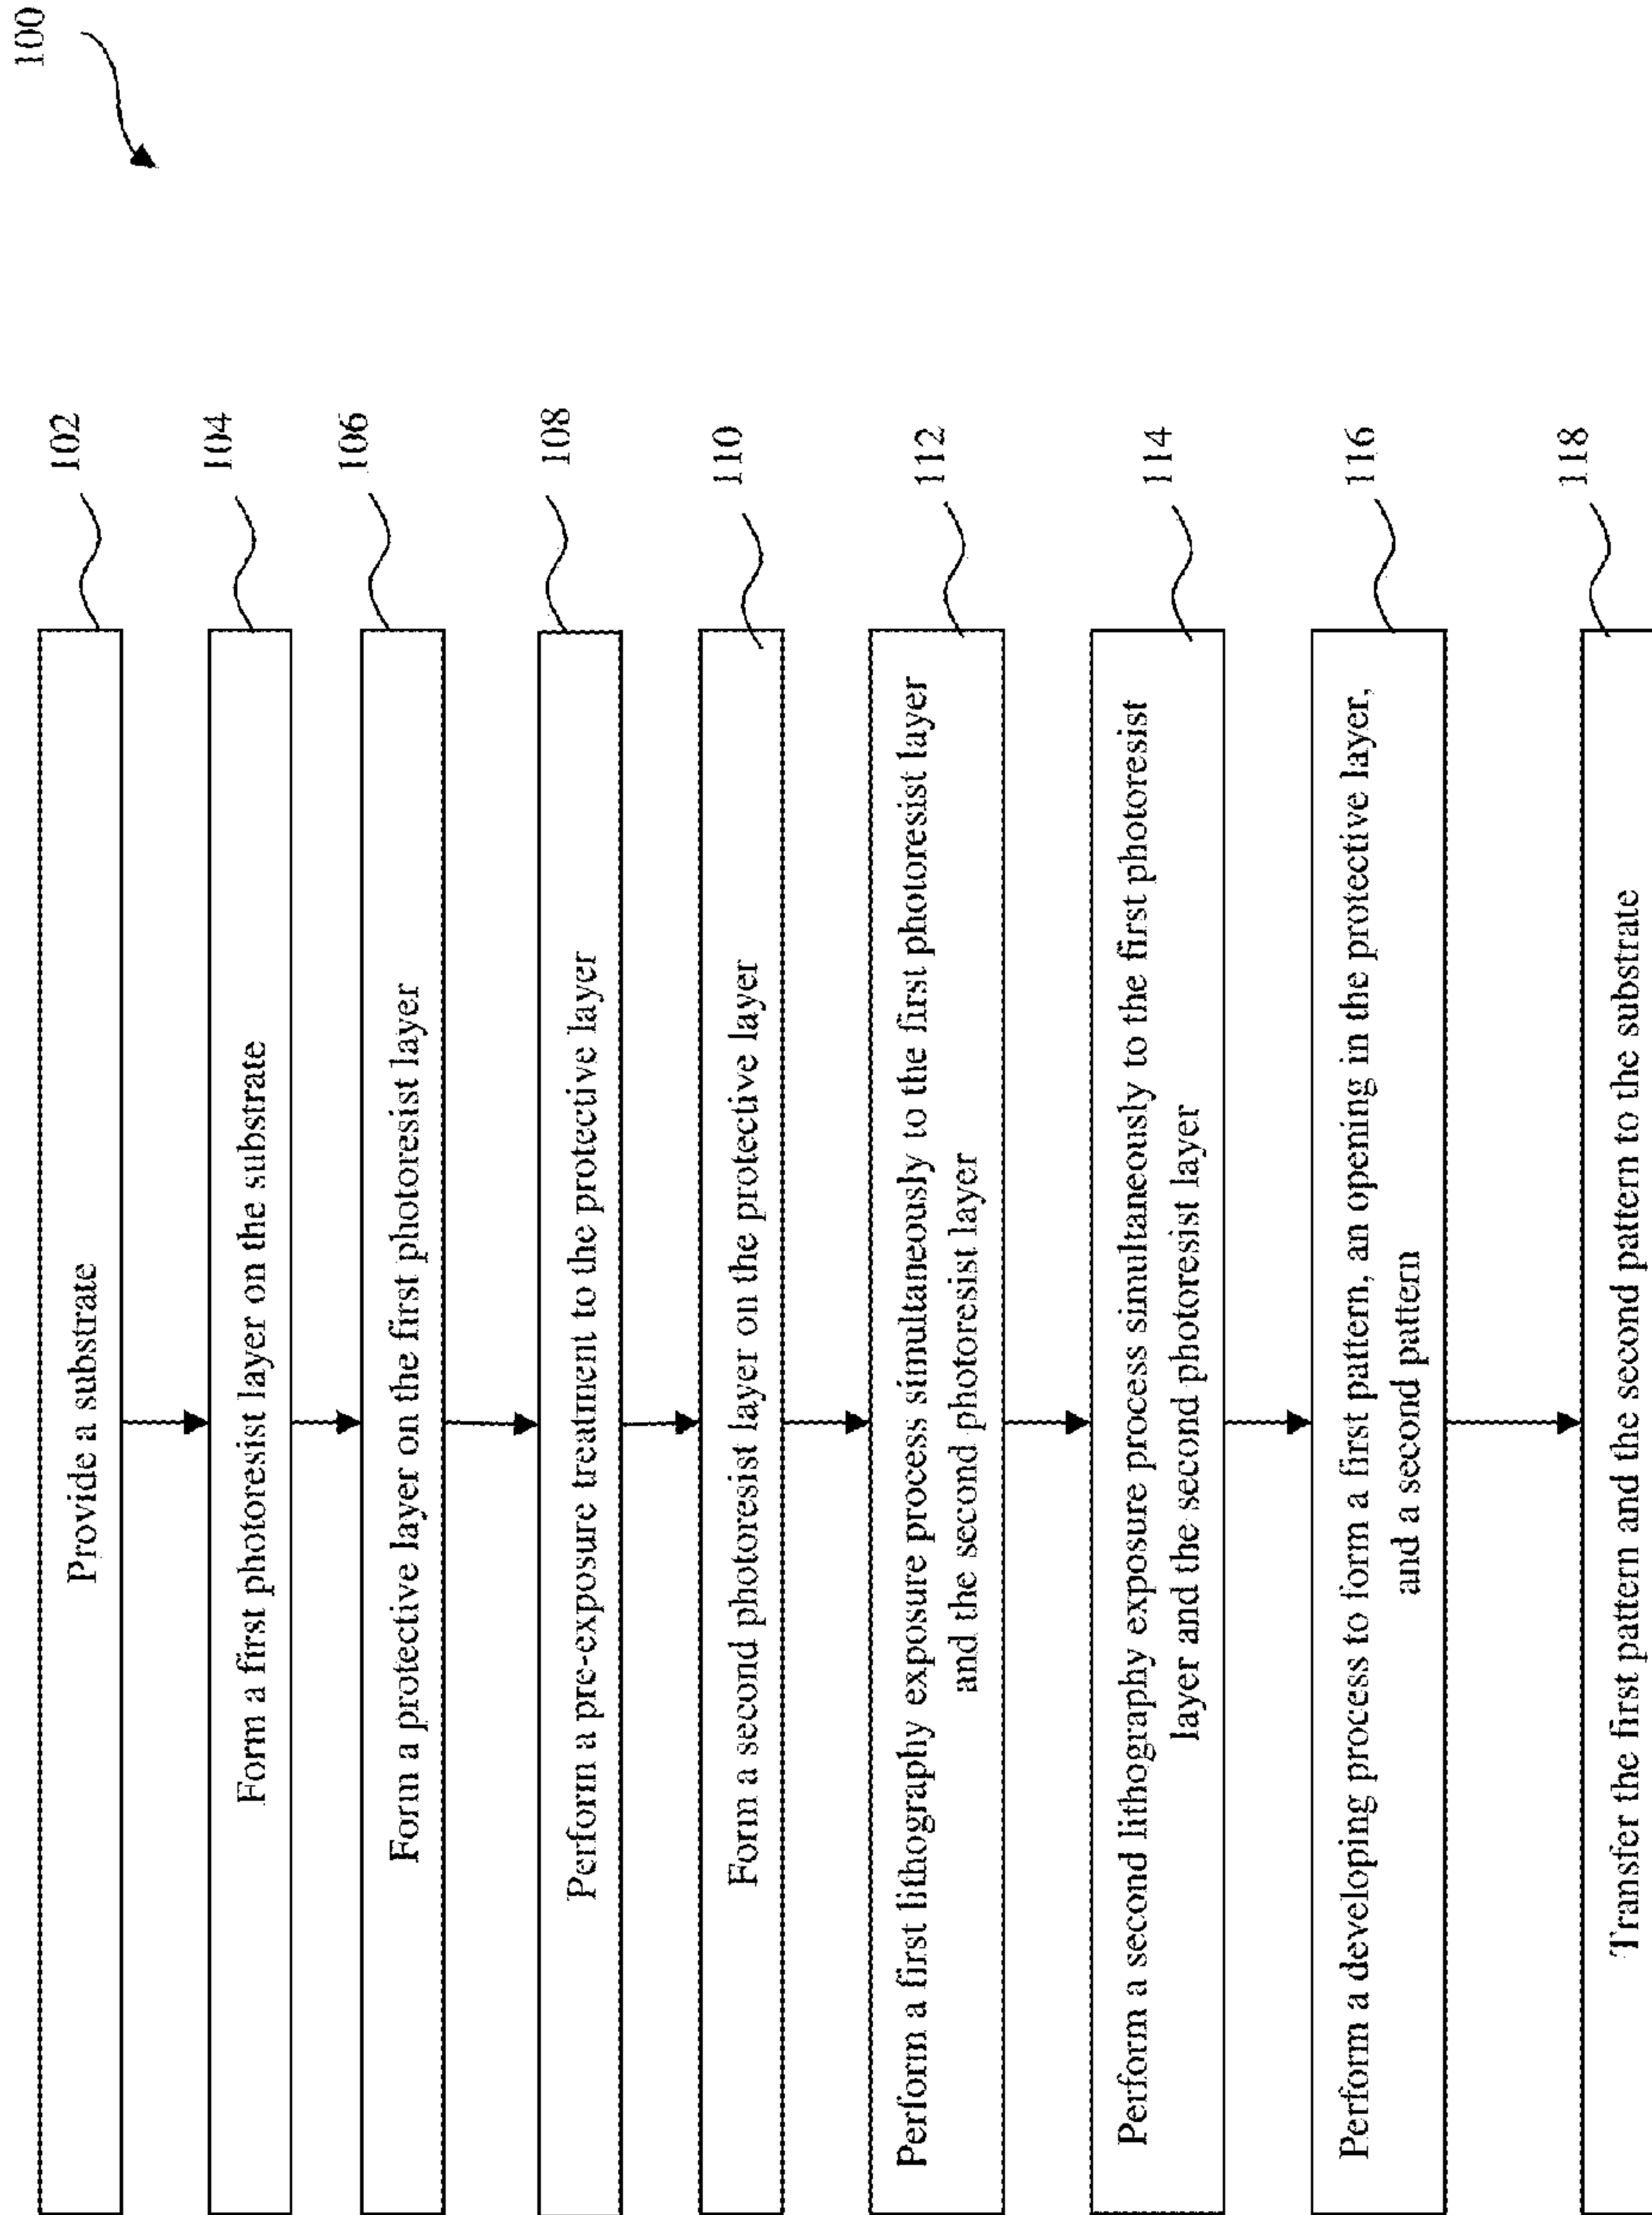 100
Provide a substrate
102
Form a first photoresist layer on the substrate
104
Form a protective layer on the first photoresist layer
106
Perform a pre-exposure treatment to the protective layer
108
Form a second photoresist layer on the protective layer
110
Perform a first lithography exposure process simultaneously to the first photoresist layer
and the second photoresist layer
112
Perform a second lithography exposure process simultaneously to the first photoresist
layer and the second photoresist layer
114
Perform a developing process to form a first pattern, an opening in the protective layer,
and a second pattern
116
Transfer the first pattern and the second pattern to the substrate
118